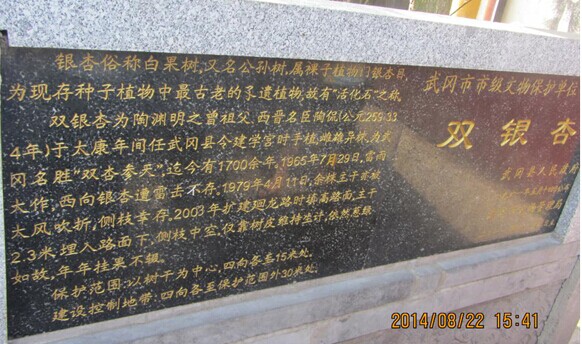 银杏俗称白果树,又名公孙树,属裸子植物门银杏目,
为现存种子植物中最古老的孑遗植物,故有“活化石”之称。
双银杏为陶渊明之曾祖父、西晋名臣陶侃(公元259-33
4年)于太康年间任武冈县令建学宫时手植,雌雄异株,为武
冈名胜“双杏参天”,迄今有1700余年。1965年7月29日,雷雨
大作,西向银杏遭雷击不存。1979年4月11日,余株主干
大风吹折,侧枝幸存。2003年扩建迴龙路时掩高路面,主干
2.3米埋入路面下,侧枝中空,仅靠树皮维持生计,依然葱郁
如故,年年挂果不辍。
保护范围:以树干为中心,四向各至15米处。
建设控制地带:四向各至保护范围外30米处。
武冈市市级文物保护单位
双银杏
武冈县人民政府
2014/08/22 15:41